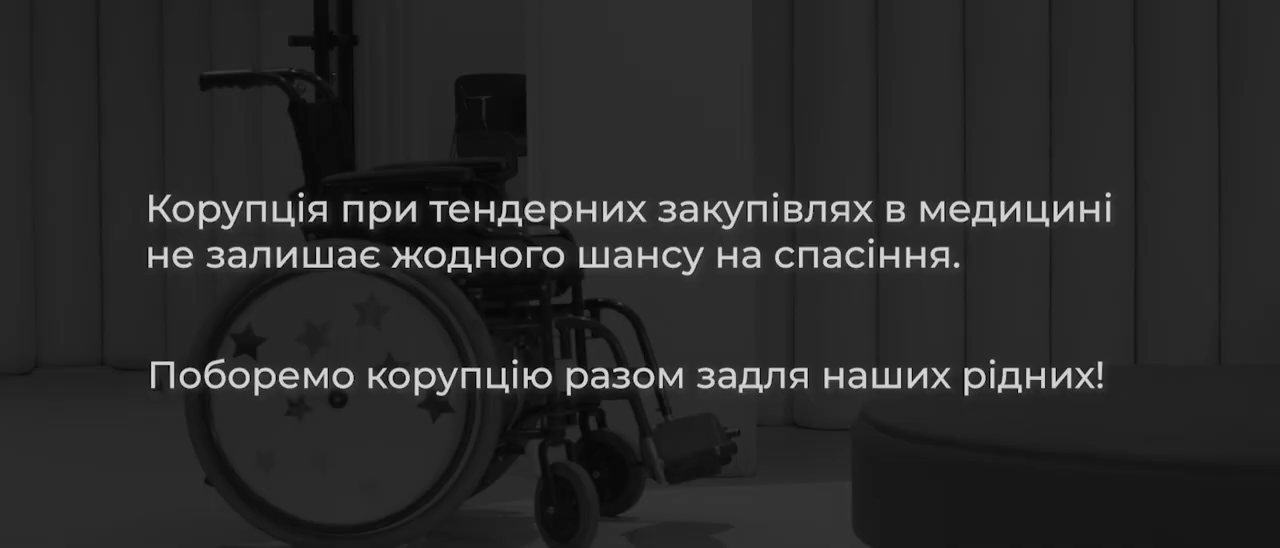 Корупція при тендерних закупівлях в медицині
не залишає жодного шансу на спасіння.
Поборемо корупцію разом задля наших рідних!